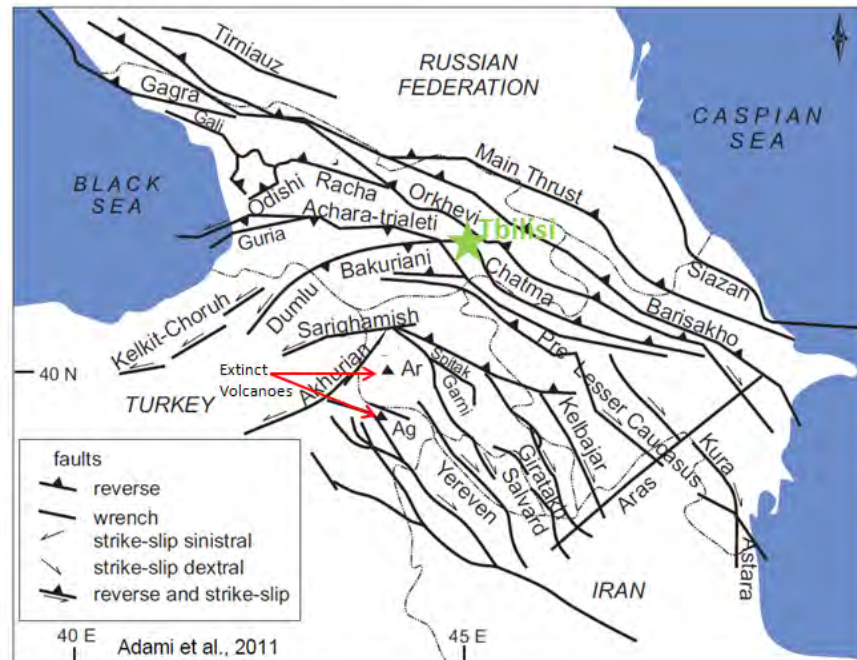 Tirniauz
RUSSIAN
FEDERATION
CASPIAN
SEA
Gagra
Gali
Main Thrust
BLACK
SEA
Odishi
Racha
Orkhevi
Achara-trialeti
Tbilisi
Guria
Bakuriani
Chatma
Siazan
Barisakho
Dumlu
Kelkit-Choruh
Sarighamish
Pre-Lesser Caucasus
40 N
Extinct
Volcanoes
Akhurian
Ar
Spitak
Garni
TURKEY
Ag
Kelbajar
Kura
Giratakh
Salvard
Yereven
Aras
Astara
IRAN
faults
reverse
wrench
strike-slip sinistral
strike-slip dextral
reverse and strike-slip
40 E
Adami et al., 2011
45